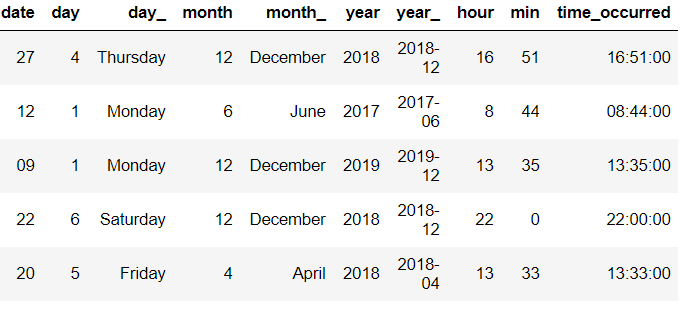 date day day_ month month_ year year_ hour min time_occurred
27 4 Thursday 12 December 2018 2018-12 16 51 16:51:00
12 1 Monday 6 June 2017 2017-06 8 44 08:44:00
09 1 Monday 12 December 2019 2019-12 13 35 13:35:00
22 6 Saturday 12 December 2018 2018-12 22 0 22:00:00
20 5 Friday 4 April 2018 2018-04 13 33 13:33:00